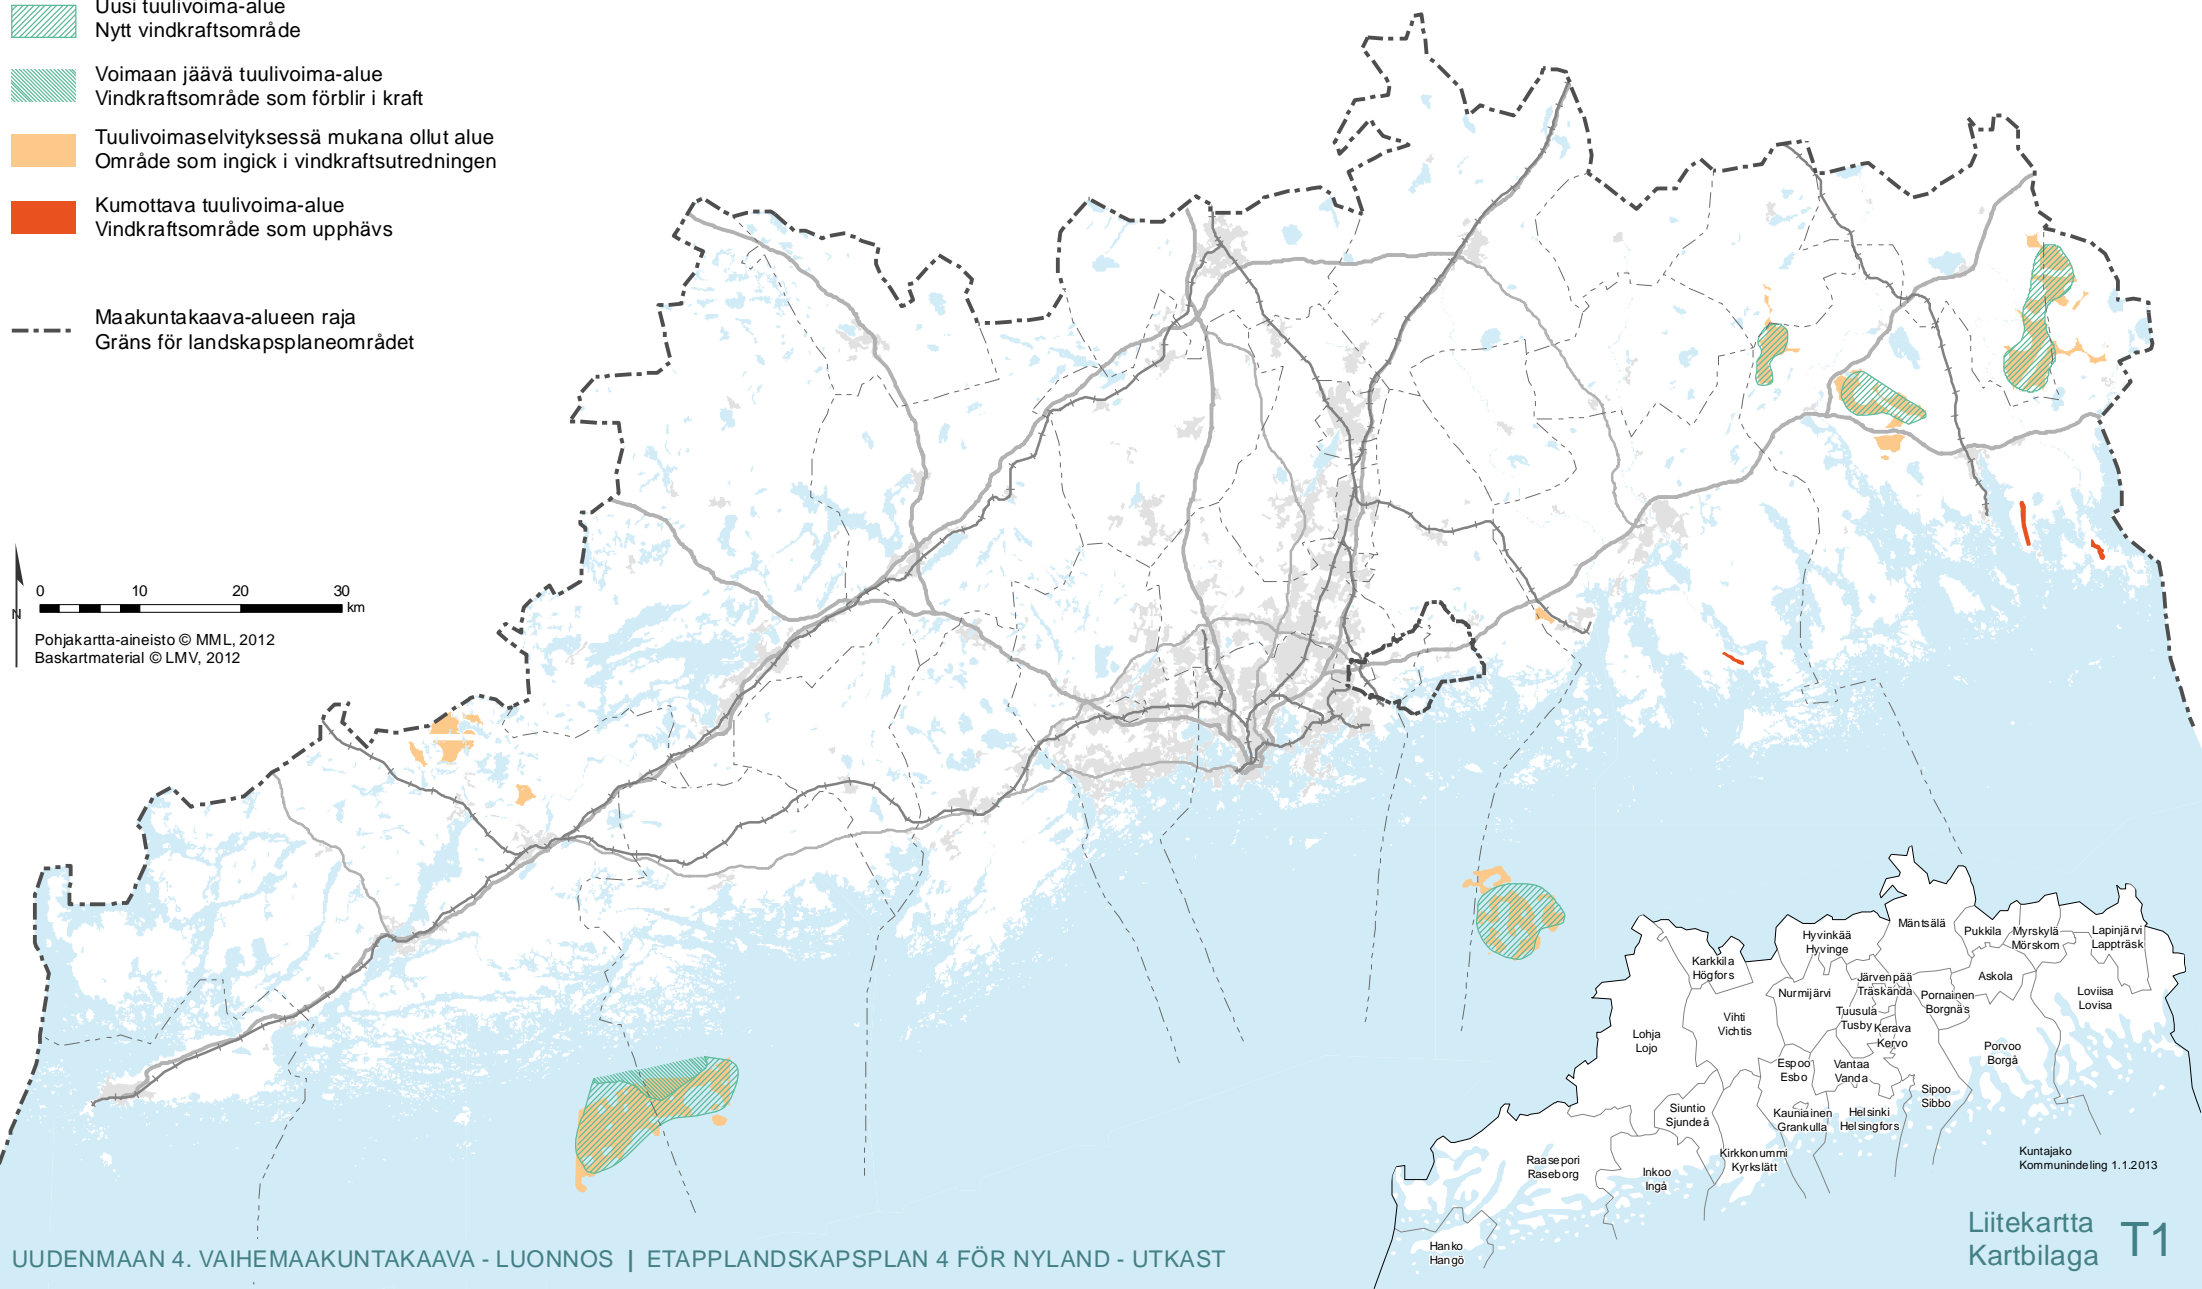 Uusi tuulivoima-alue
Nytt vindkraftsområde
Voimaan jäävä tuulivoima-alue
Vindkraftsområde som förblir i kraft
Tuulivoimaselvityksessä mukana ollut alue
Område som ingick i vindkraftsutredningen
Kumottava tuulivoima-alue
Vindkraftsområde som upphävs
Maakuntakaava-alueen raja
Gräns för landskapsplaneområdet
N
0 10 20 30
km
Pohjakartta-aineisto © MML, 2012
Baskartmaterial © LMV, 2012
Mäntsälä
Pukkila
Myrskylä
Mörskom
Lapinjärvi
Lappträsk
Hyvinkää
Hyvinge
Karkkila
Högfors
Järvenpää
Träskända
Askola
Nurmijärvi
Pornainen
Borgnäs
Loviisa
Lovisa
Vihti
Vichtis
Tuusula
Tusby
Kerava
Kervo
Lohja
Lojo
Porvoo
Borgå
Espoo
Esbo
Vantaa
Vanda
Sipoo
Sibbo
Siuntio
Sjundeå
Kauniainen
Grankulla
Helsinki
Helsingfors
Kirkkonummi
Kyrkslätt
Raasepori
Raseborg
Inkoo
Ingå
Hanko
Hangö
Kuntajako
Kommunindeling 1.1.2013
Liitekartta
Kartbilaga
T1
UUDENMAAN 4. VAIHEMAAKUNTAKAAVA - LUONNOS | ETAPPLANDSKAPSPLAN 4 FÖR NYLAND - UTKAST